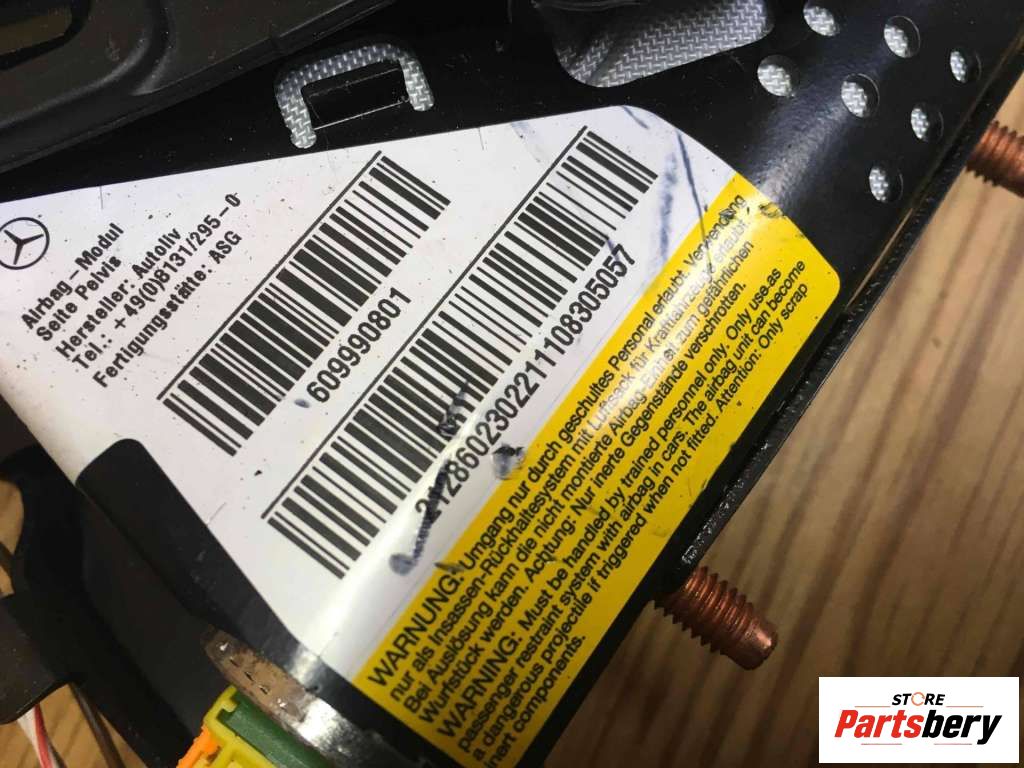 Airbag-Modul
Seite Pelvis
Hersteller: Autoliv
Tel.: +49(0)8131/295-0
Fertigungsstätte: ASG
609990801
2128602302211108305057
WARNUNG: Umgang nur durch geschultes Personal erlaubt. Verwendung
nur als Insassen-Rückhaltesystem mit Luftsack für Kraftfahrzeuge erlaubt.
Bei Auslösung kann die nicht montierte Airbag-Einheit zum gefährlichen
Wurfstück werden. Achtung: Nur inerte Gegenstände verschrotten.
WARNING: Must be handled by trained personnel only. Only use-as
passenger restraint system with airbag in cars. The airbag unit can become
a dangerous projectile if triggered when not fitted. Attention: Only scrap
inert components.
STORE
Partsbery